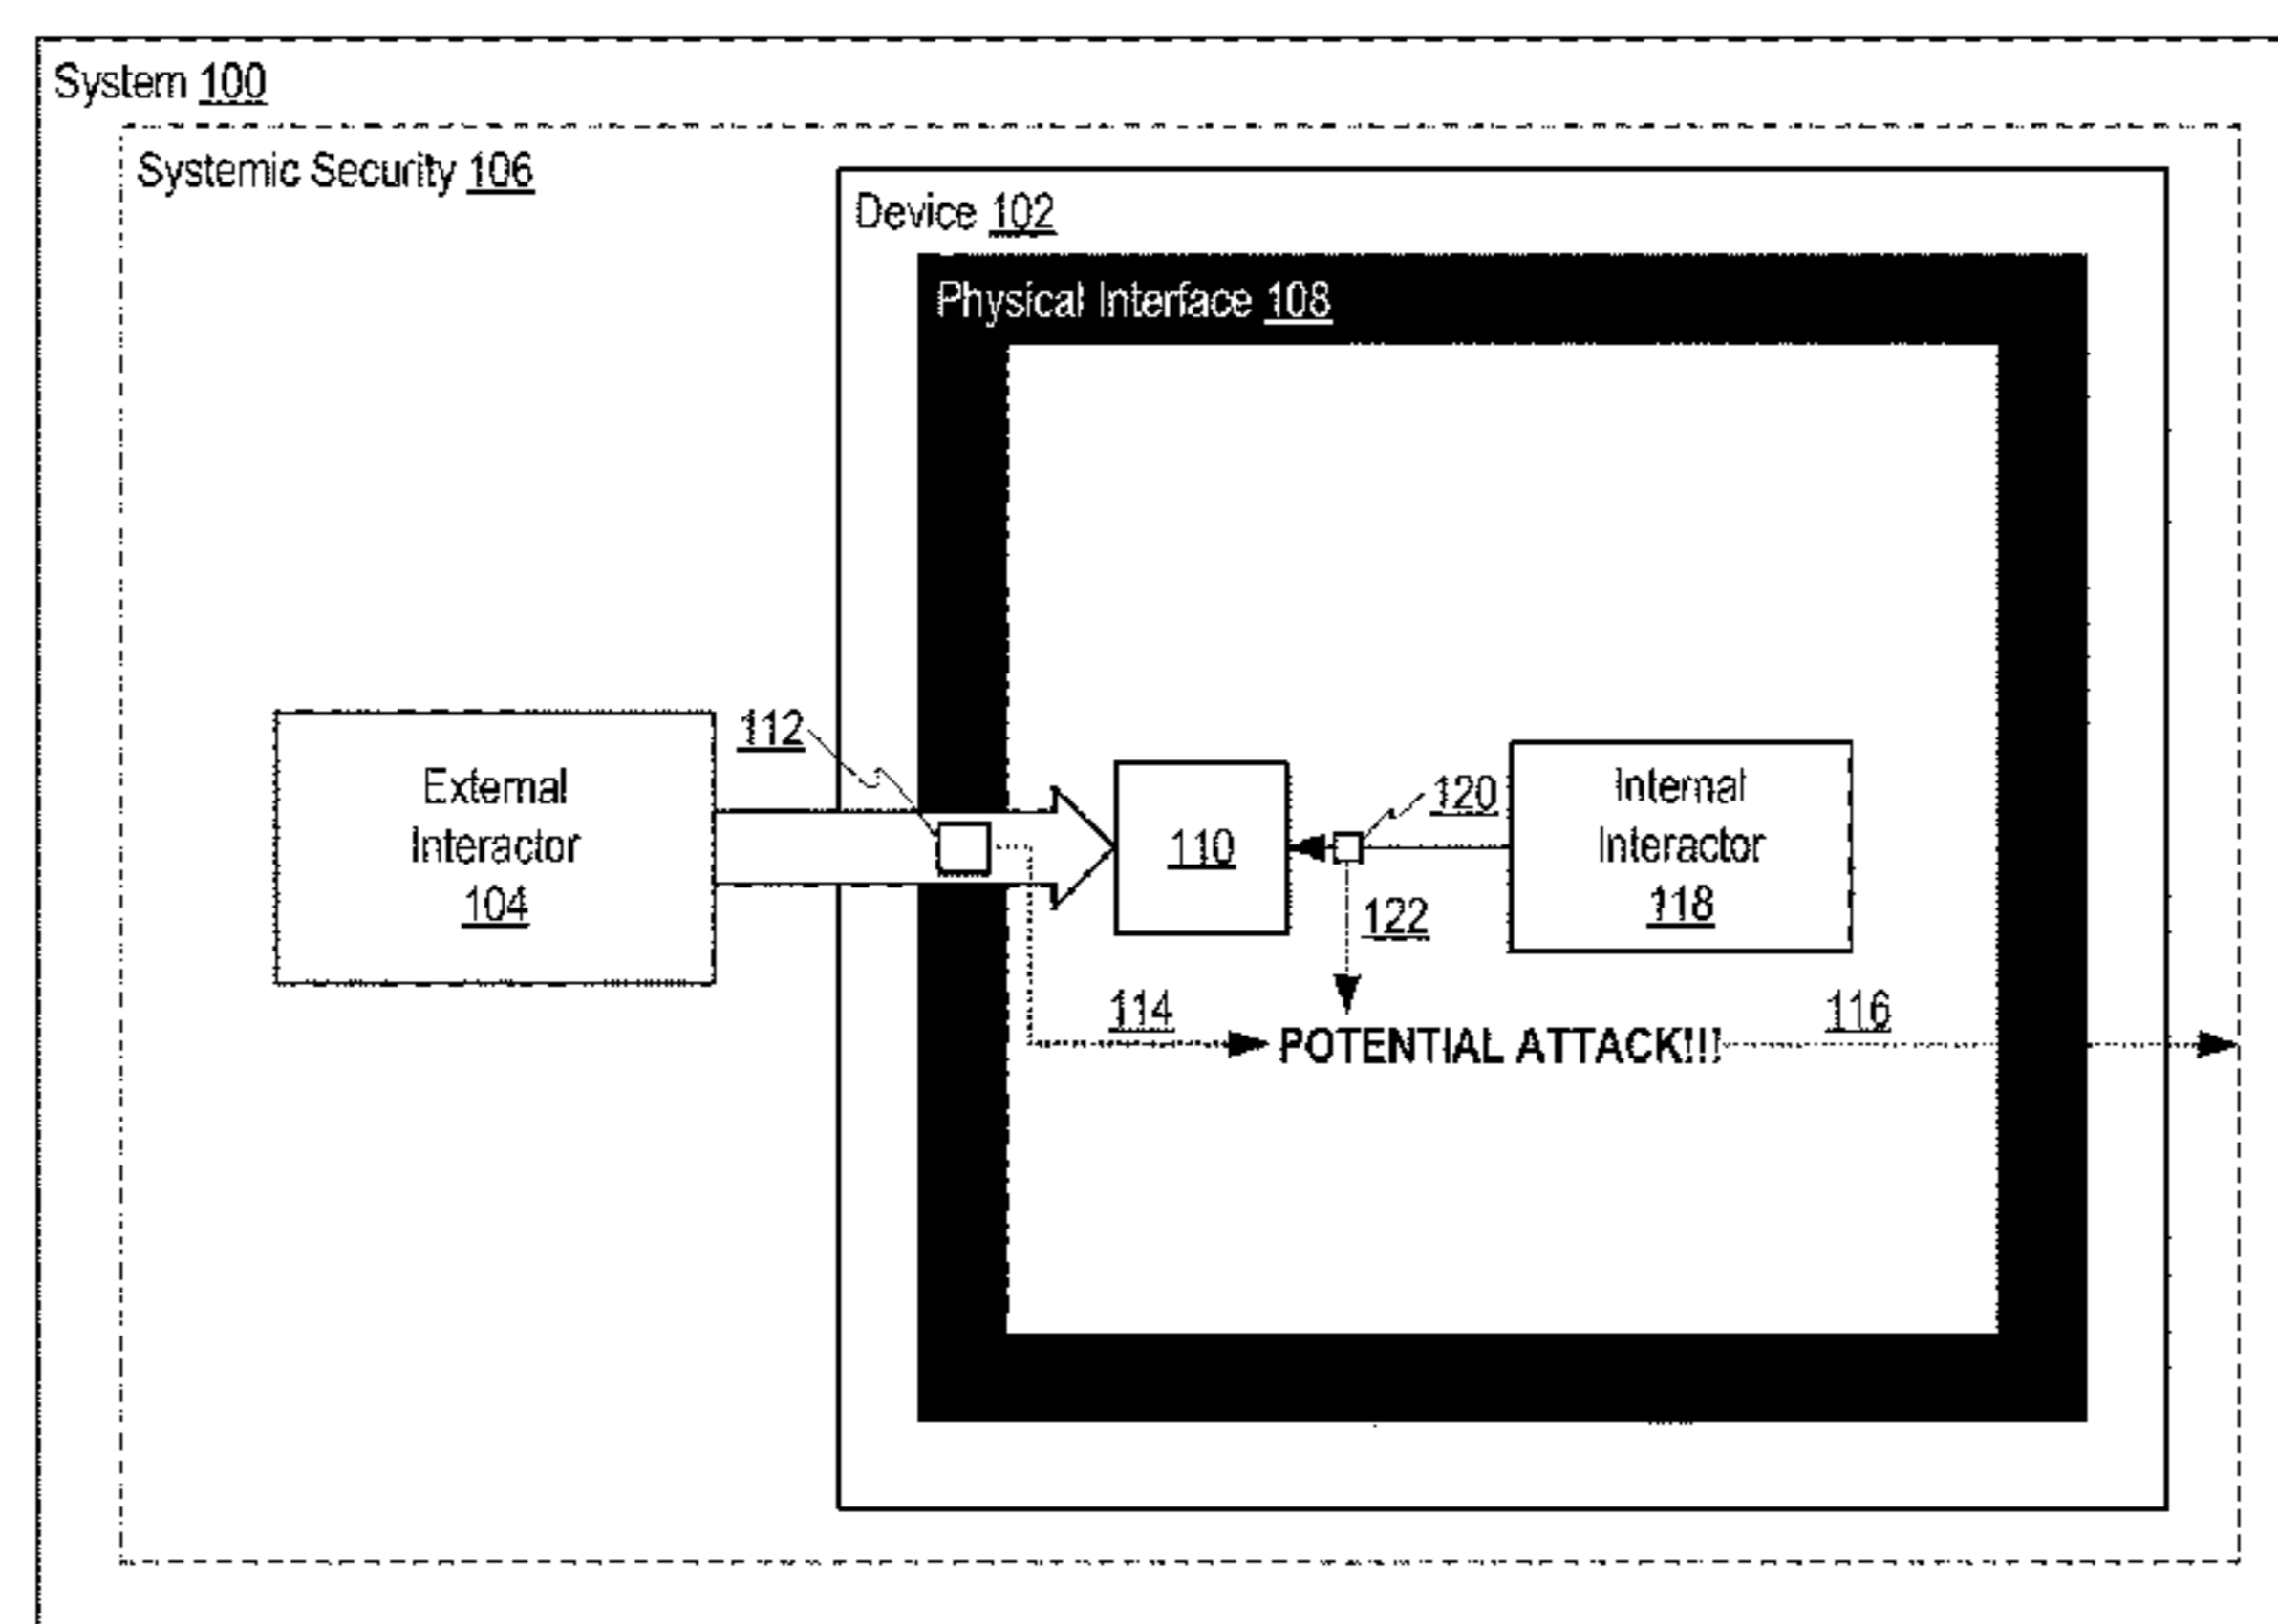 System 100
Systemic Security 106
Device 102
Physical Interface 108
112
External
Interactor
104
110
120
Internal
Interactor
118
122
114
116
POTENTIAL ATTACK!!!